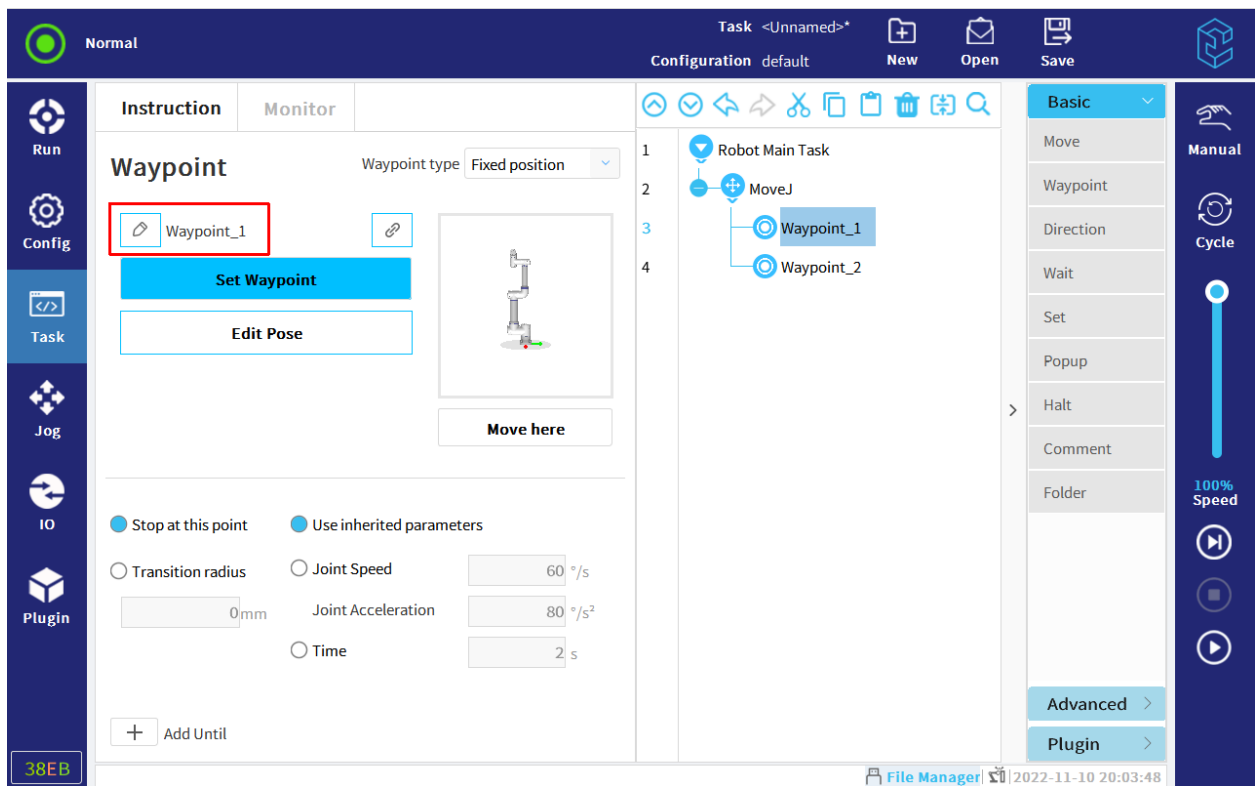 Normal
Task <Unnamed>*
Configuration default
New
Open
Save
Run
Config
Task
Jog
IO
Plugin
38EB
Instruction
Monitor
Waypoint
Waypoint type Fixed position
Waypoint_1
Set Waypoint
Edit Pose
Move here
Stop at this point
Use inherited parameters
Transition radius
0 mm
Joint Speed 60 °/s
Joint Acceleration 80 °/s²
Time 2 s
+ Add Until
1 Robot Main Task
2 MoveJ
3 Waypoint_1
4 Waypoint_2
Basic
Move
Waypoint
Direction
Wait
Set
Popup
Halt
Comment
Folder
Advanced >
Plugin >
Manual
Cycle
100%
Speed
File Manager
2022-11-10 20:03:48